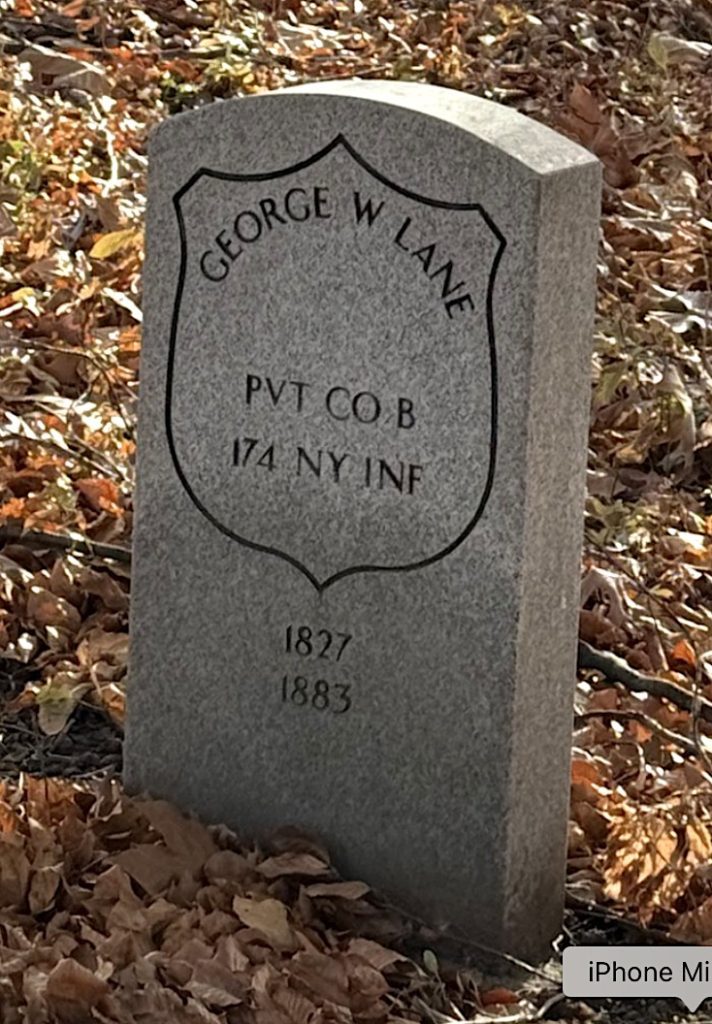 GEORGE W LANE
PVT CO B
174 NY INF
1827
1883
iPhone Mi